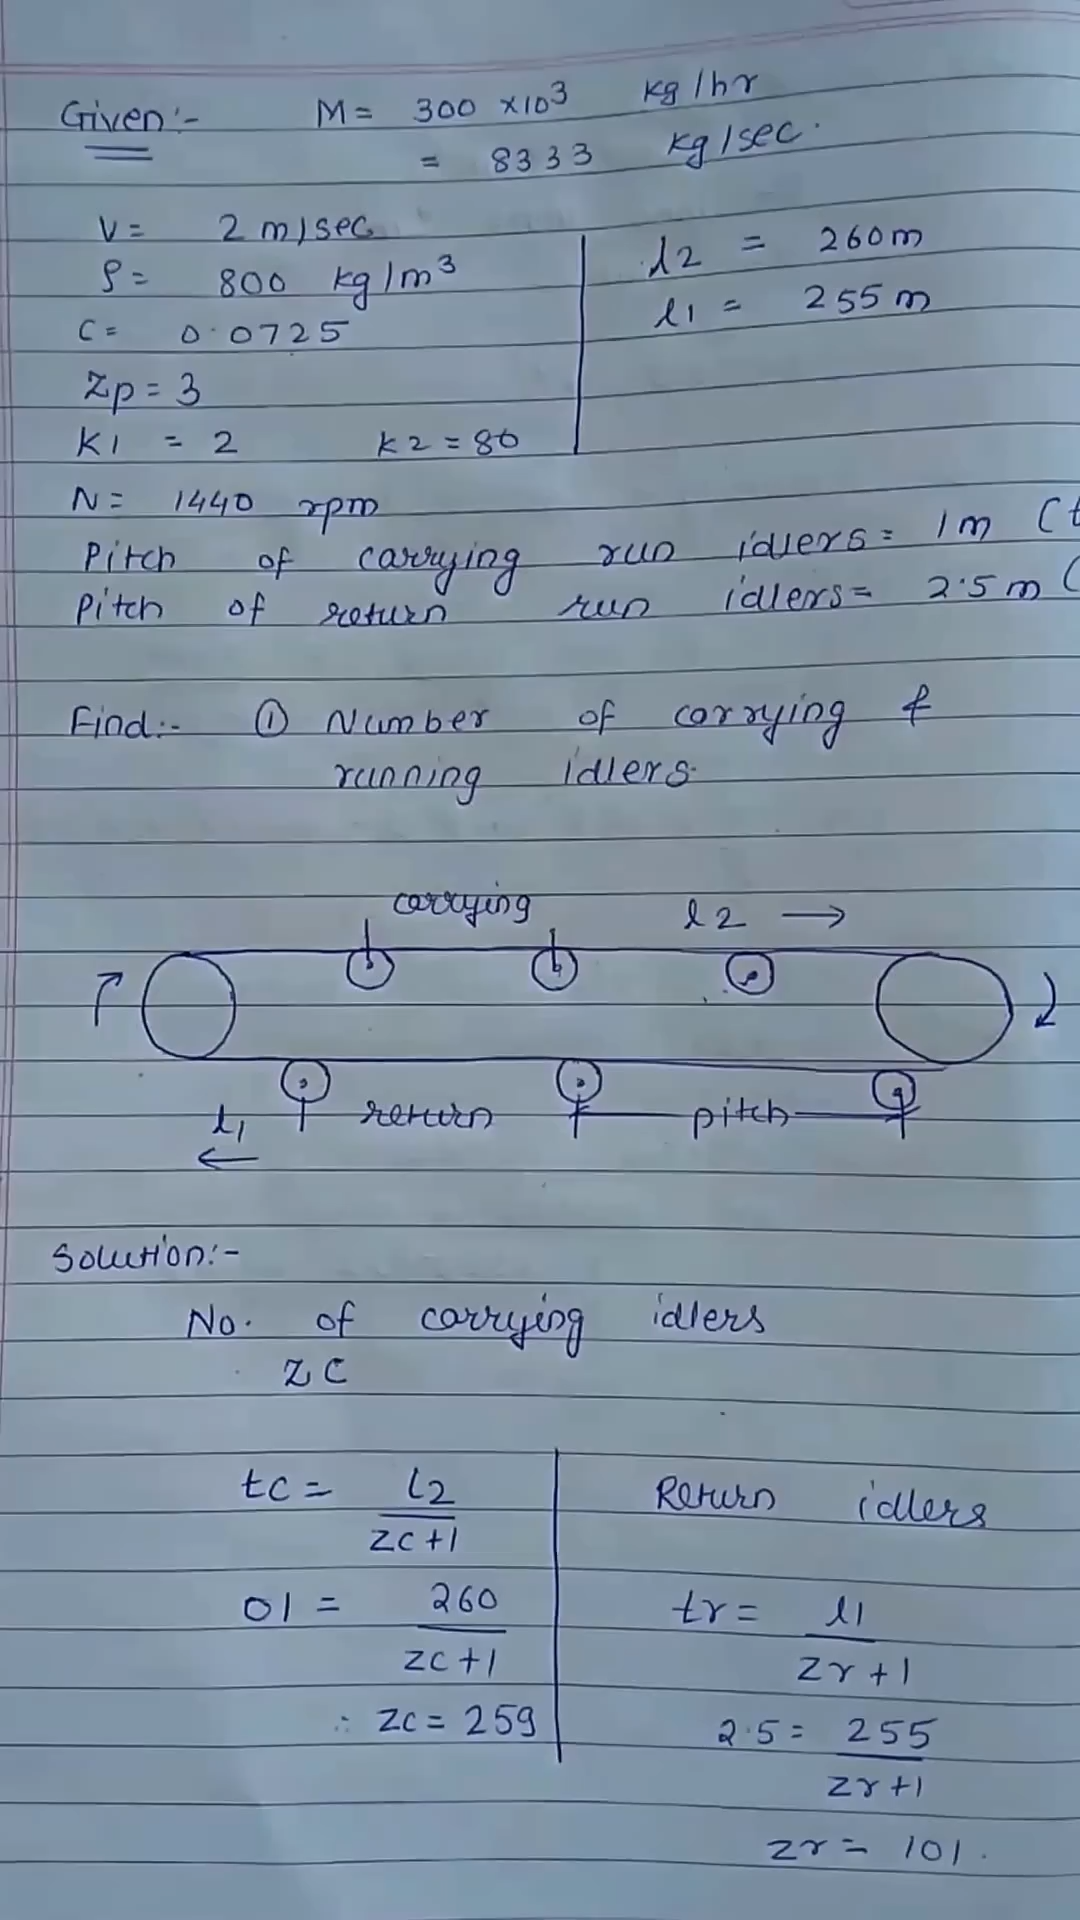 Given:- M = 300 ×10³ kg/hr
= 8333 kg/sec.
V = 2 m/sec
ρ = 800 kg/m³
C = 0.0725
Zp = 3
K1 = 2 K2 = 80
l2 = 260m
l1 = 255 m
N = 1440 rpm
Pitch of carrying run idlers = 1m (t
Pitch of return run idlers = 2.5 m (
Find:- ① Number of carrying &
running idlers.
carrying l2 →
l1 return pitch
←
Solution:-
No. of carrying idlers
ZC
tc = l2
zc+1
01 = 260
zc+1
∴ zc = 259
Return idlers
tr = l1
zr+1
2.5 = 255
zr+1
zr = 101.